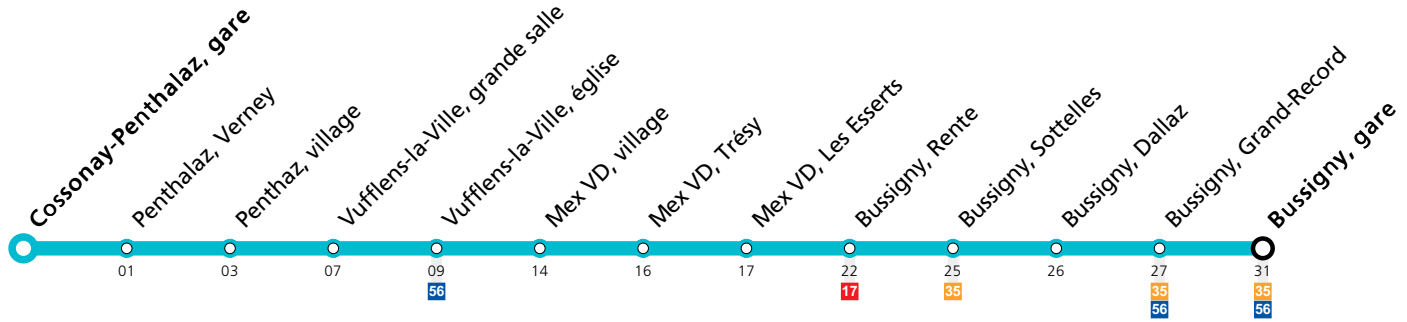 Cossonay-Penthalaz, gare
Penthalaz, Verney
Penthaz, village
Vufflens-la-Ville, grande salle
Vufflens-la-Ville, église
Mex VD, village
Mex VD, Trésy
Mex VD, Les Esserts
Bussigny, Rente
Bussigny, Sottelles
Bussigny, Dallaz
Bussigny, Grand-Record
Bussigny, gare
01 03 07 09 14 16 17 22 25 26 27 31
56 17 35 35 35
56 56